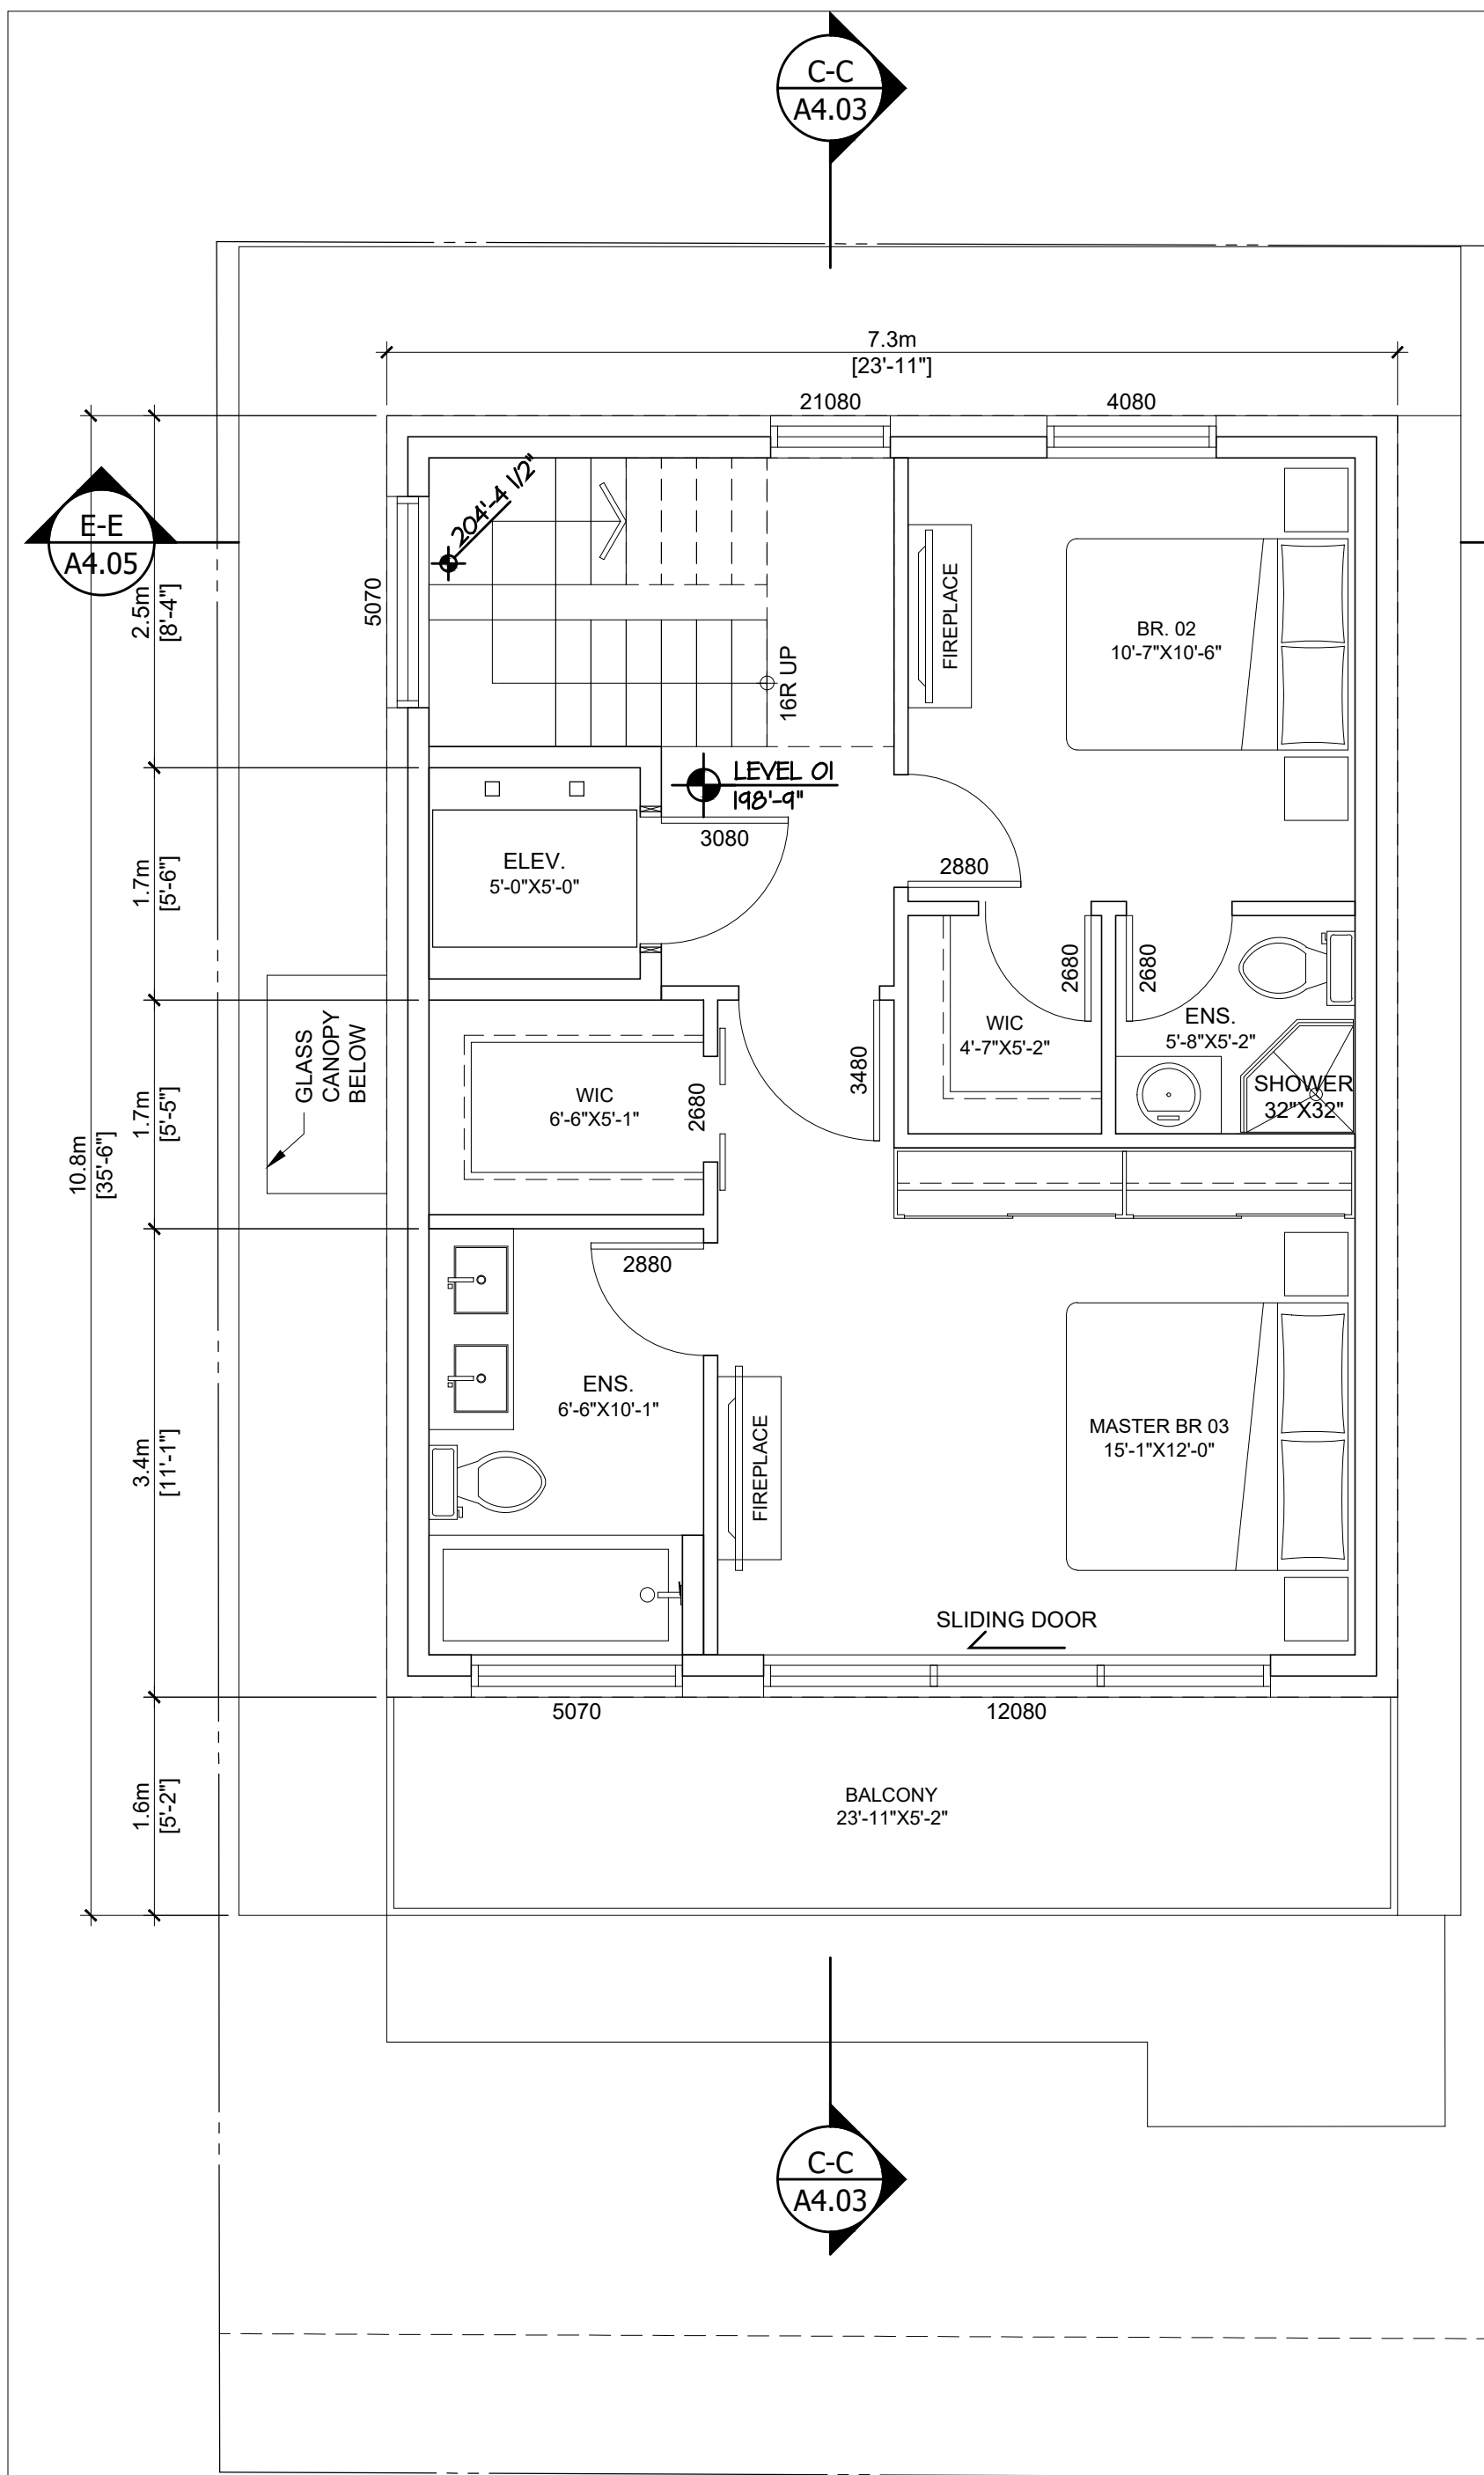 C-C
A4.03
7.3m
[23'-11"]
21080
4080
E-E
A4.05
204'-4 1/2"
2.5m
[8'-4"]
5070
FIREPLACE
BR. 02
10'-7"X10'-6"
16R UP
LEVEL 01
198'-9"
3080
ELEV.
5'-0"X5'-0"
1.7m
[5'-6"]
2880
2680
2680
GLASS
CANOPY
BELOW
WIC
4'-7"X5'-2"
ENS.
5'-8"X5'-2"
SHOWER
32"X32"
3480
WIC
6'-6"X5'-1"
2680
1.7m
[5'-5"]
10.8m
[35'-6"]
2880
ENS.
6'-6"X10'-1"
3.4m
[11'-1"]
FIREPLACE
MASTER BR 03
15'-1"X12'-0"
SLIDING DOOR
5070
12080
BALCONY
23'-11"X5'-2"
1.6m
[5'-2"]
C-C
A4.03